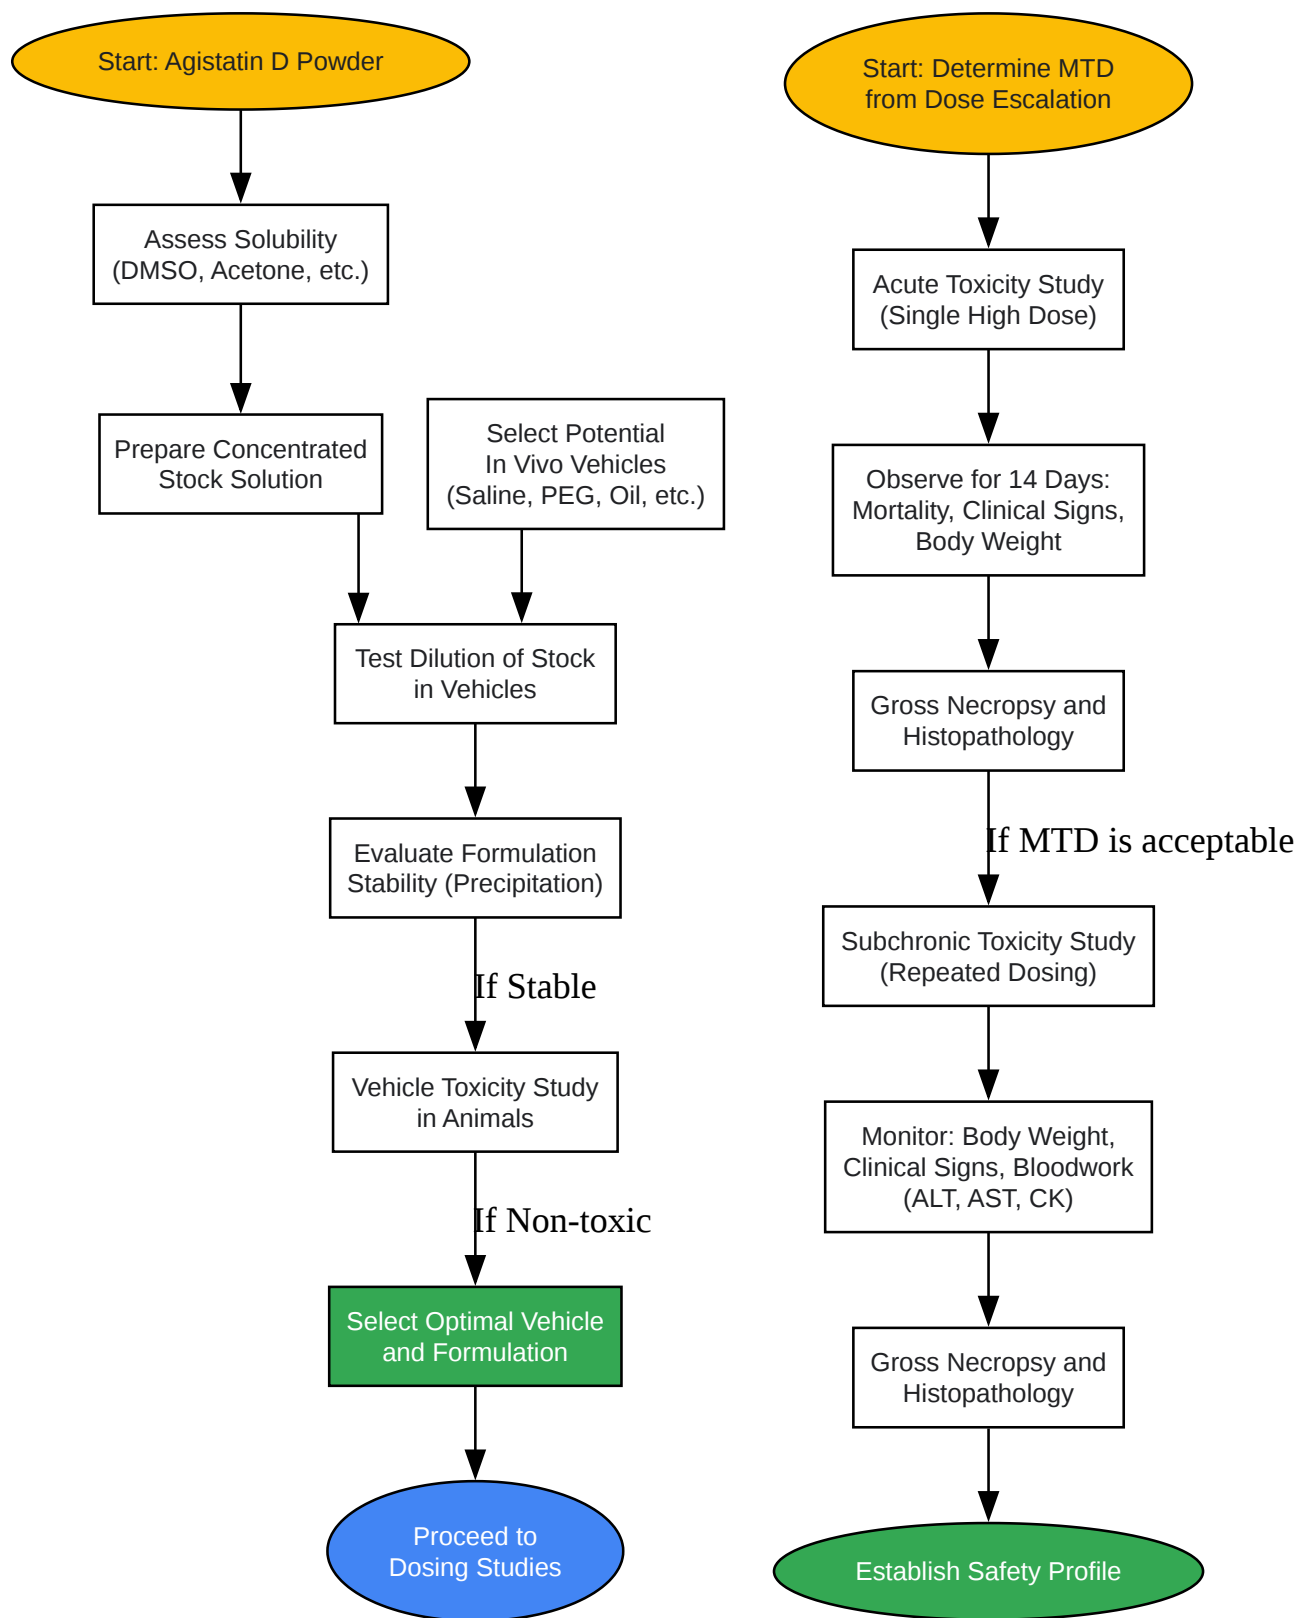 Start: Agistatin D Powder
Assess Solubility
(DMSO, Acetone, etc.)
Prepare Concentrated
Stock Solution
Select Potential
In Vivo Vehicles
(Saline, PEG, Oil, etc.)
Test Dilution of Stock
in Vehicles
Evaluate Formulation
Stability (Precipitation)
If Stable
Vehicle Toxicity Study
in Animals
If Non-toxic
Select Optimal Vehicle
and Formulation
Proceed to
Dosing Studies
Start: Determine MTD
from Dose Escalation
Acute Toxicity Study
(Single High Dose)
Observe for 14 Days:
Mortality, Clinical Signs,
Body Weight
Gross Necropsy and
Histopathology
If MTD is acceptable
Subchronic Toxicity Study
(Repeated Dosing)
Monitor: Body Weight,
Clinical Signs, Bloodwork
(ALT, AST, CK)
Gross Necropsy and
Histopathology
Establish Safety Profile